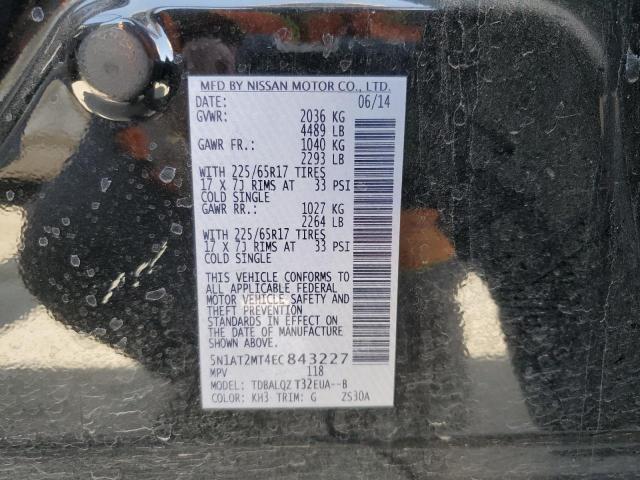 MFD BY NISSAN MOTOR CO., LTD.
DATE: 06/14
GVWR: 2036 KG
4489 LB
GAWR FR.: 1040 KG
2293 LB
WITH 225/65R17 TIRES
17 X 7J RIMS AT 33 PSI
COLD SINGLE
GAWR RR.: 1027 KG
2264 LB
WITH 225/65R17 TIRES
17 X 7J RIMS AT 33 PSI
COLD SINGLE
THIS VEHICLE CONFORMS TO
ALL APPLICABLE FEDERAL
MOTOR VEHICLE SAFETY AND
THEFT PREVENTION
STANDARDS IN EFFECT ON
THE DATE OF MANUFACTURE
SHOWN ABOVE.
5N1AT2MT4EC843227
MPV 118
MODEL: TDBALQZ T32EUA--B
COLOR: KH3 TRIM: G ZS30A